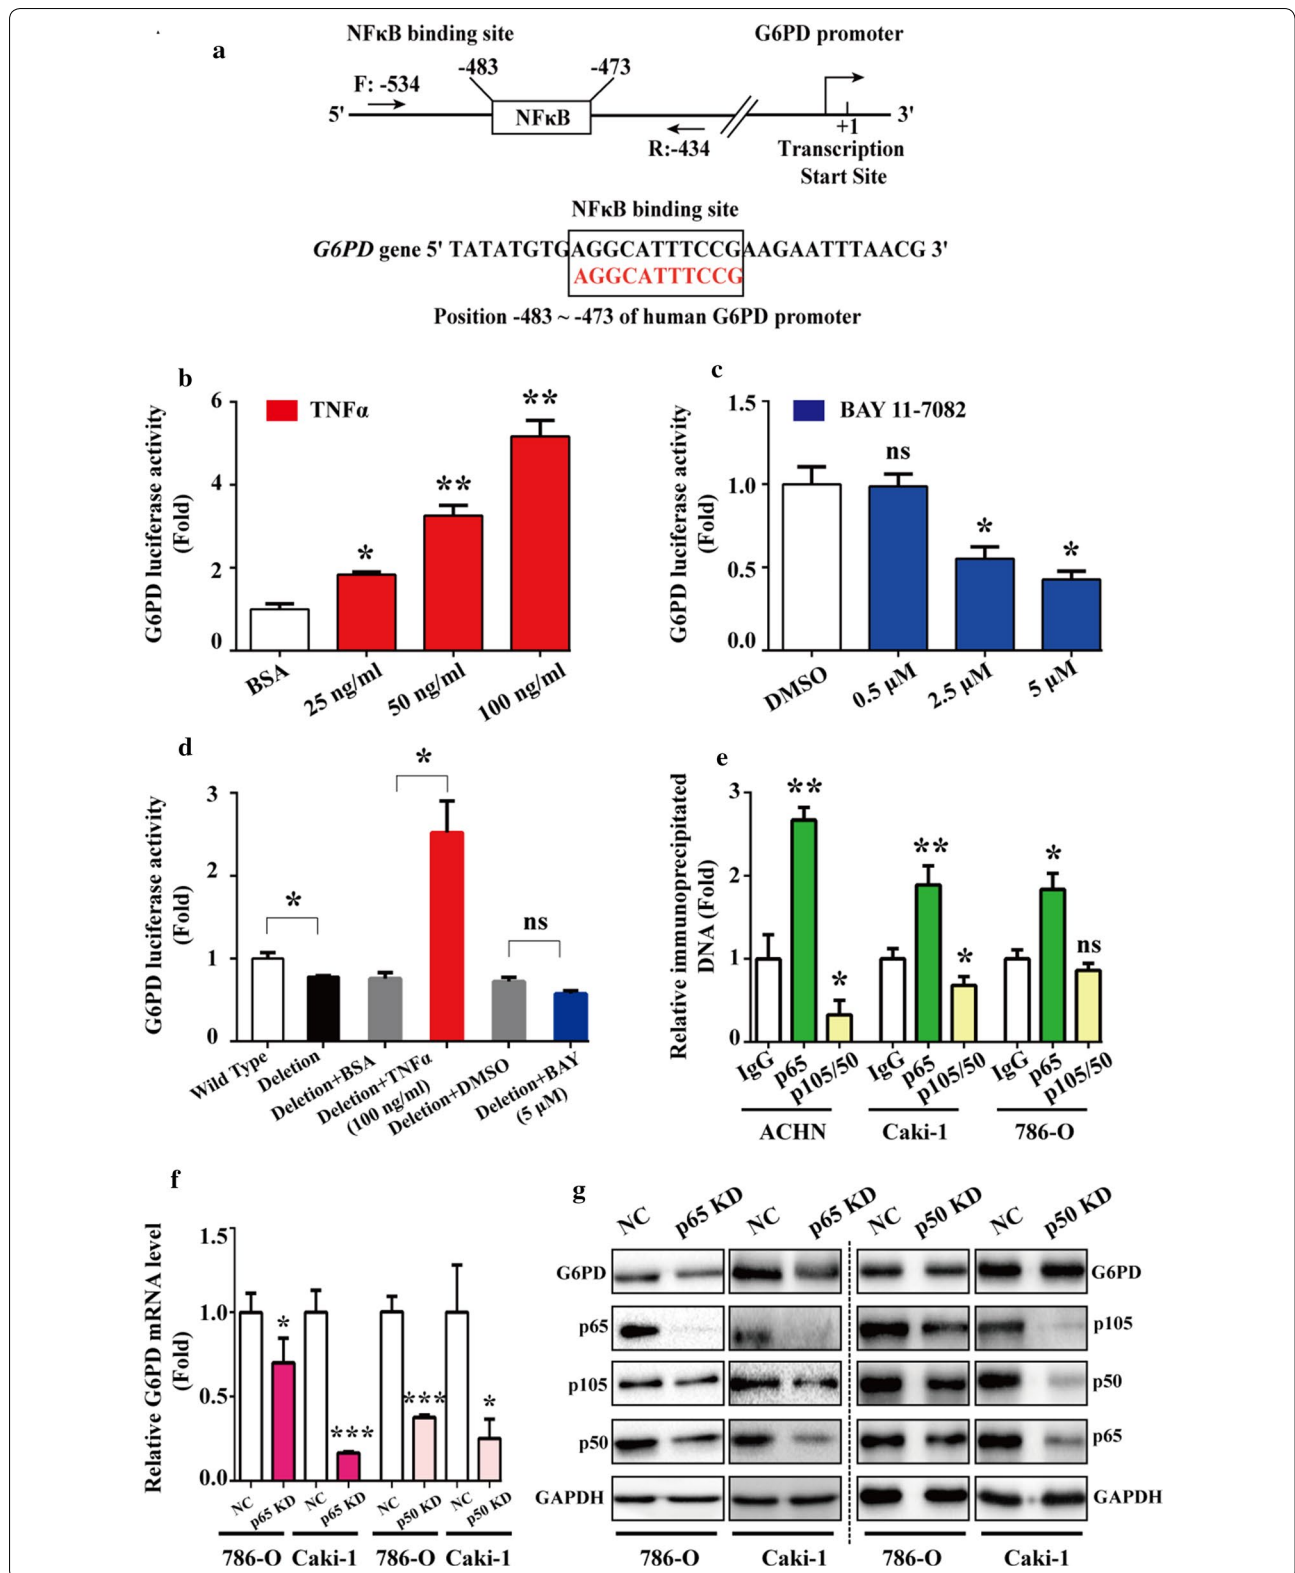 a
NFκB binding site
G6PD promoter
-483
-473
F: -534
5'
NFκB
3'
+1
R:-434
Transcription
Start Site
NFκB binding site
G6PD gene 5' TATATGTGAGGCATTTCCGAAGAATTTAACG 3'
AGGCATTTCCG
Position -483 ~ -473 of human G6PD promoter
b
G6PD luciferase activity
(Fold)
6
4
2
0
TNFα
*
**
**
BSA
25 ng/ml
50 ng/ml
100 ng/ml
c
G6PD luciferase activity
(Fold)
1.5
1.0
0.5
0.0
BAY 11-7082
ns
*
*
DMSO
0.5 μM
2.5 μM
5 μM
d
G6PD luciferase activity
(Fold)
3
2
1
0
*
*
ns
Wild Type
Deletion
Deletion+BSA
Deletion+TNFα
(100 ng/ml)
Deletion+DMSO
Deletion+BAY
(5 μM)
e
Relative immunoprecipitated
DNA (Fold)
3
2
1
0
**
*
**
*
*
ns
IgG
p65
p105/50
IgG
p65
p105/50
IgG
p65
p105/50
ACHN
Caki-1
786-O
f
Relative G6PD mRNA level
(Fold)
1.5
1.0
0.5
0.0
*
***
***
*
NC
p65 KD
NC
p65 KD
NC
p50 KD
NC
p50 KD
786-O
Caki-1
786-O
Caki-1
g
NC
p65 KD
NC
p65 KD
NC
p50 KD
NC
p50 KD
G6PD
G6PD
p65
p105
p105
p50
p50
p65
GAPDH
GAPDH
786-O
Caki-1
786-O
Caki-1